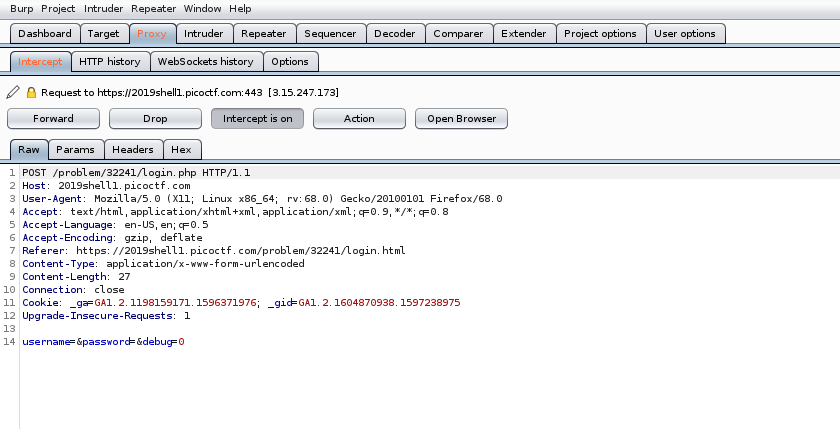 Burp Project Intruder Repeater Window Help
Dashboard Target Proxy Intruder Repeater Sequencer Decoder Comparer Extender Project options User options
Intercept HTTP history WebSockets history Options
Request to https://2019shell1.picoctf.com:443 [3.15.247.173]
Forward Drop Intercept is on Action Open Browser
Raw Params Headers Hex
1 POST /problem/32241/login.php HTTP/1.1
2 Host: 2019shell1.picoctf.com
3 User-Agent: Mozilla/5.0 (X11; Linux x86_64; rv:68.0) Gecko/20100101 Firefox/68.0
4 Accept: text/html,application/xhtml+xml,application/xml;q=0.9,*/*;q=0.8
5 Accept-Language: en-US,en;q=0.5
6 Accept-Encoding: gzip, deflate
7 Referer: https://2019shell1.picoctf.com/problem/32241/login.html
8 Content-Type: application/x-www-form-urlencoded
9 Content-Length: 27
10 Connection: close
11 Cookie: _ga=GA1.2.1198159171.1596371976; _gid=GA1.2.1604870938.1597238975
12 Upgrade-Insecure-Requests: 1
13
14 username=&password=&debug=0